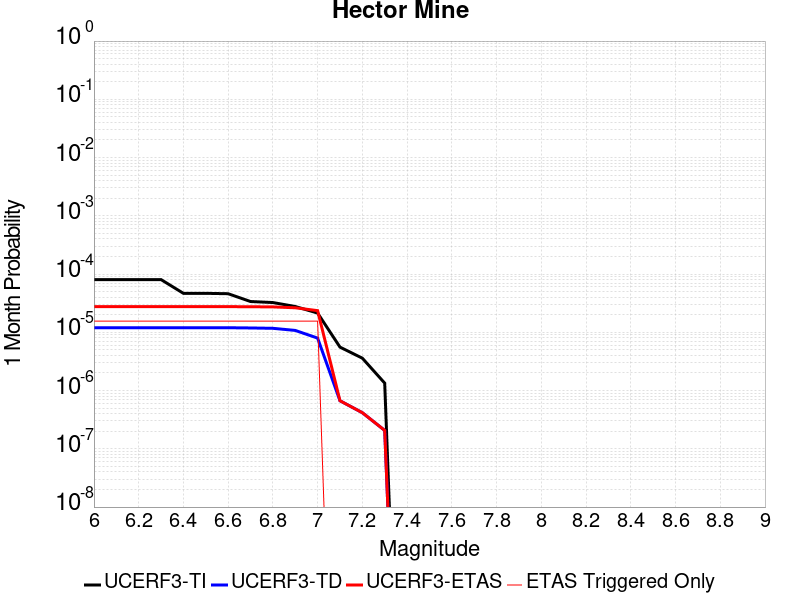 Hector Mine
10^0
10^-1
10^-2
10^-3
10^-4
10^-5
10^-6
10^-7
10^-8
1 Month Probability
6 6.2 6.4 6.6 6.8 7 7.2 7.4 7.6 7.8 8 8.2 8.4 8.6 8.8 9
Magnitude
UCERF3-TI UCERF3-TD UCERF3-ETAS ETAS Triggered Only